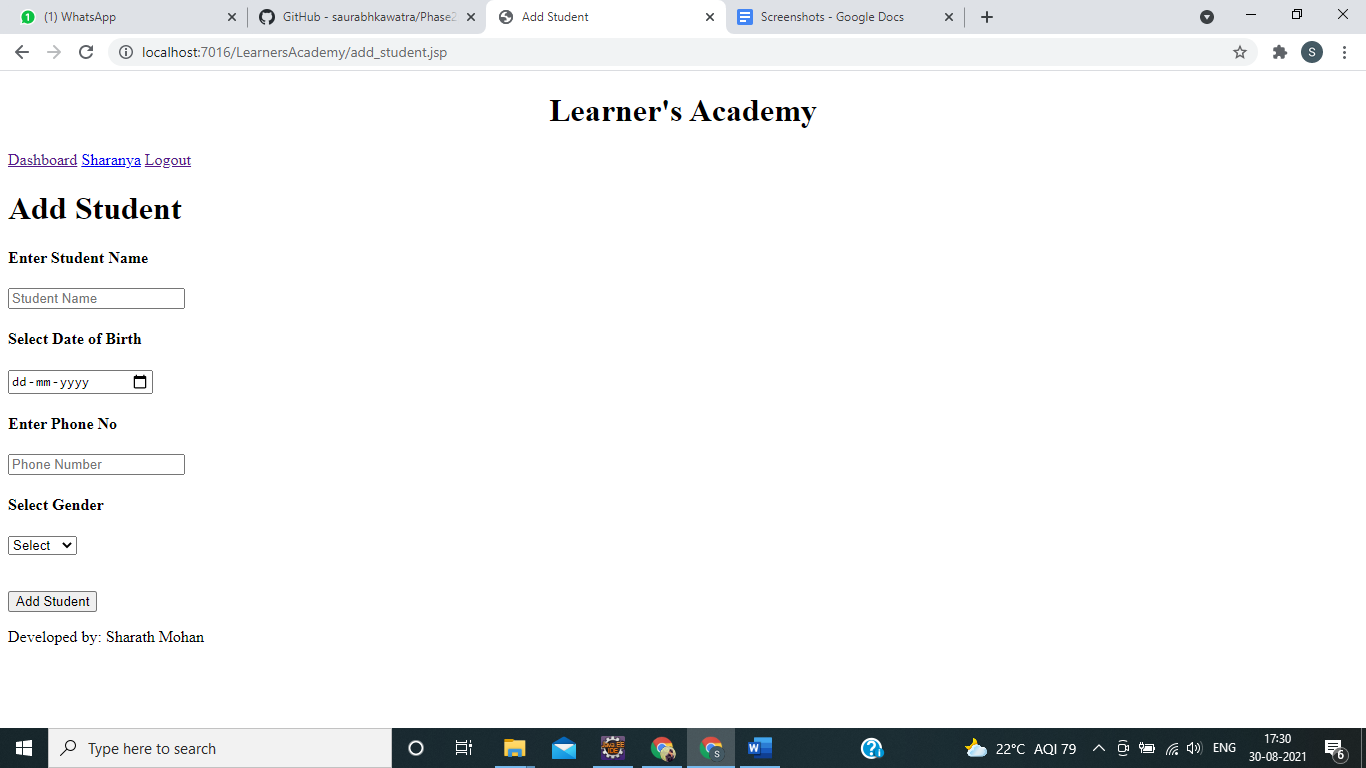 (1) WhatsApp
GitHub - saurabhkawatra/Phase2
Add Student
Screenshots - Google Docs
localhost:7016/LearnersAcademy/add_student.jsp
S
Learner's Academy
Dashboard Sharanya Logout
Add Student
Enter Student Name
Student Name
Select Date of Birth
dd-mm-yyyy
Enter Phone No
Phone Number
Select Gender
Select
Add Student
Developed by: Sharath Mohan
Type here to search
22°C AQI 79
ENG
17:30
30-08-2021
6